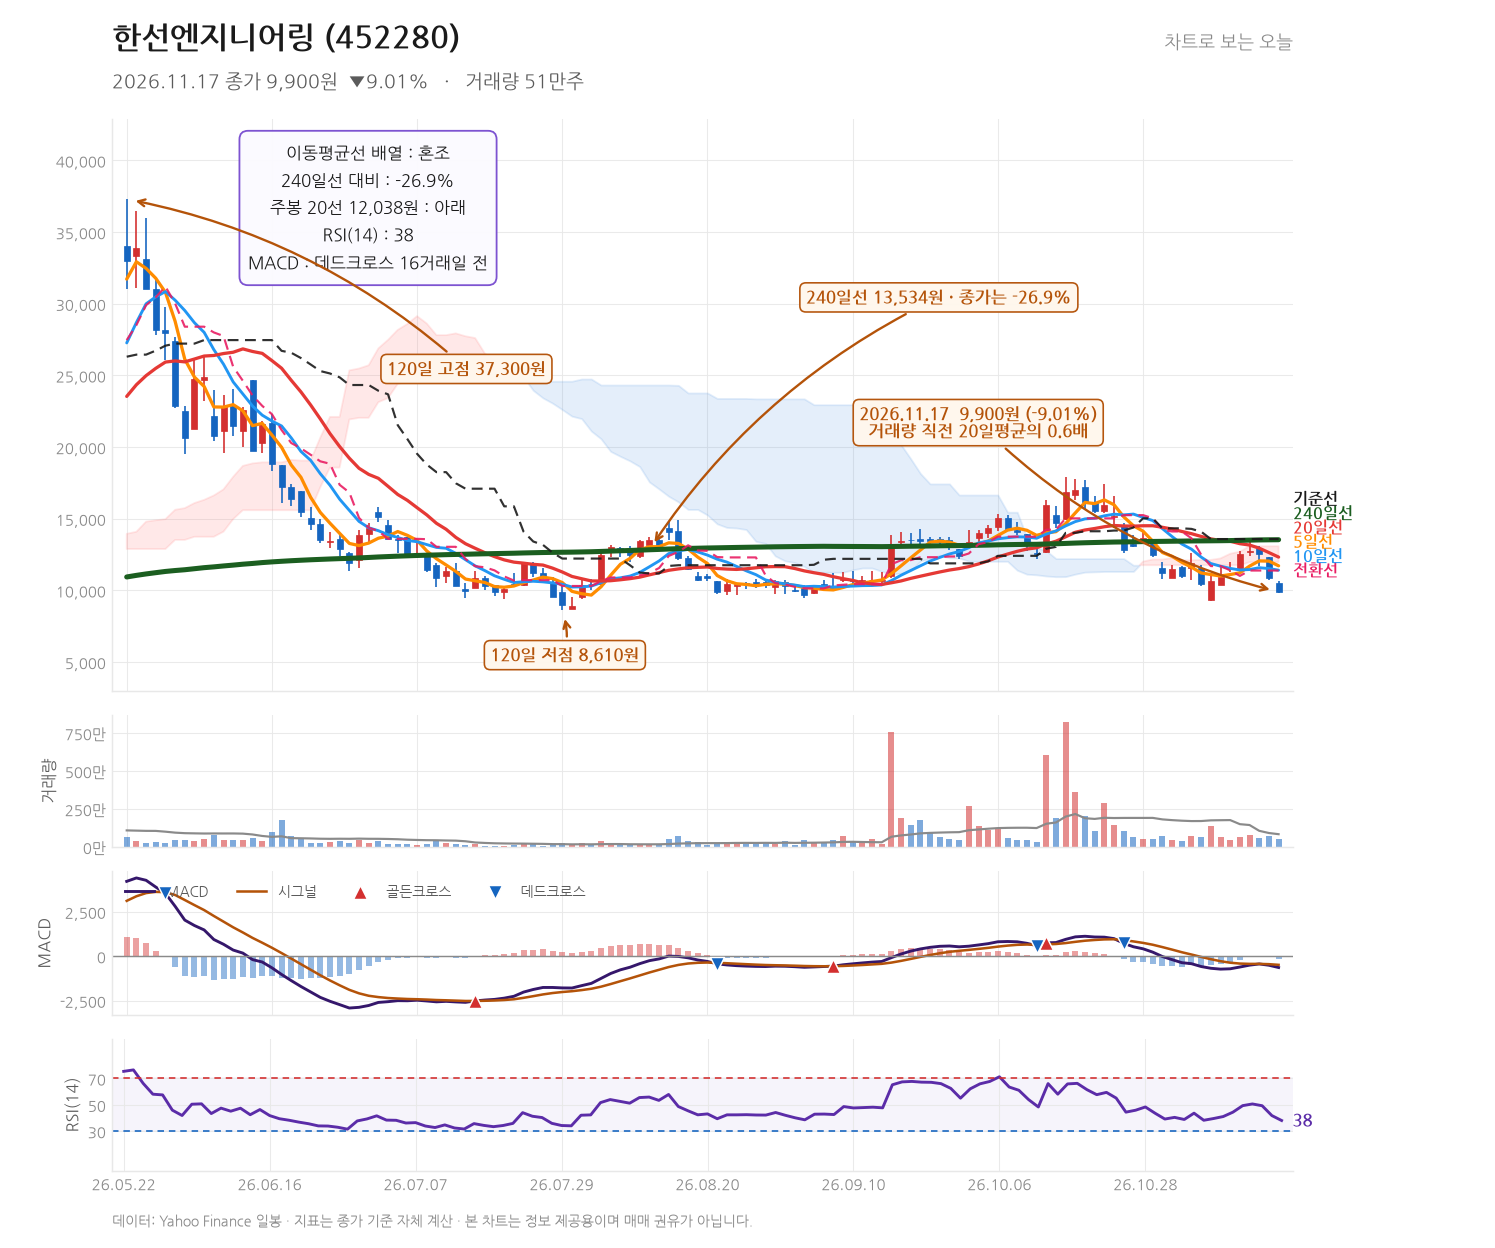 한선엔지니어링 (452280)
차트로 보는 오늘
2026.11.17 종가 9,900원 ▼9.01% · 거래량 51만주
이동평균선 배열 : 혼조
240일선 대비 : -26.9%
주봉 20선 12,038원 : 아래
RSI(14) : 38
MACD : 데드크로스 16거래일 전
40,000
35,000
30,000
25,000
20,000
15,000
10,000
5,000
240일선 13,534원 · 종가는 -26.9%
120일 고점 37,300원
2026.11.17 9,900원 (-9.01%)
거래량 직전 20일평균의 0.6배
120일 저점 8,610원
기준선
240일선
20일선
5일선
10일선
전환선
거래량
750만
500만
250만
0만
MACD
MACD
시그널
골든크로스
데드크로스
2,500
0
-2,500
RSI(14)
70
50
30
38
26.05.22
26.06.16
26.07.07
26.07.29
26.08.20
26.09.10
26.10.06
26.10.28
데이터: Yahoo Finance 일봉 · 지표는 종가 기준 자체 계산 · 본 차트는 정보 제공용이며 매매 권유가 아닙니다.